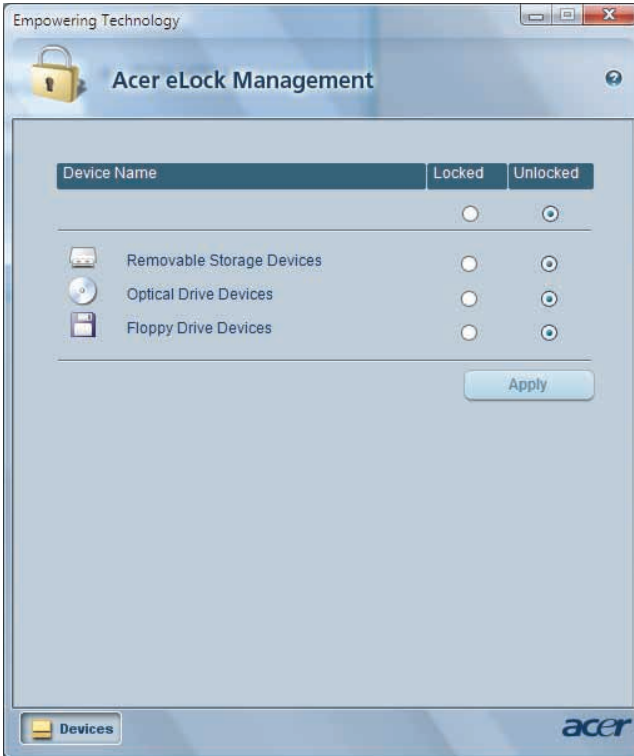 Empowering Technology
Acer eLock Management
Device Name Locked Unlocked
Removable Storage Devices
Optical Drive Devices
Floppy Drive Devices
Apply
Devices acer